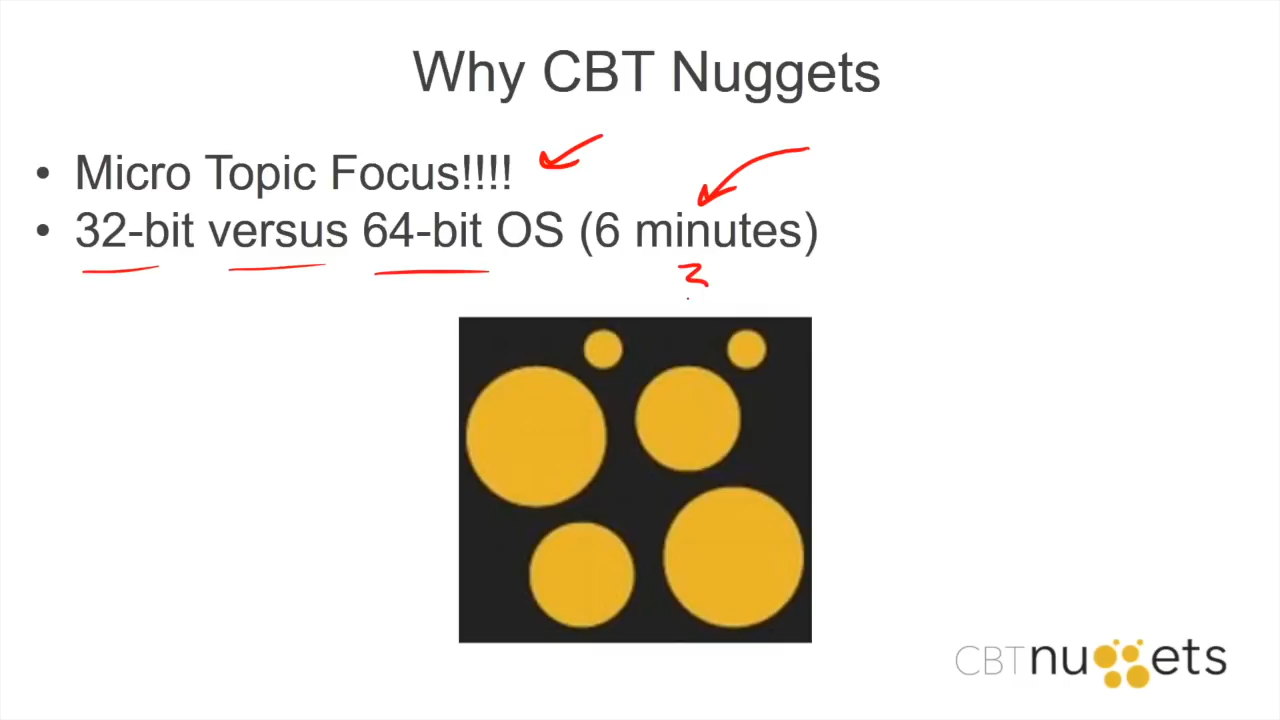 Why CBT Nuggets
• Micro Topic Focus!!!!
• 32-bit versus 64-bit OS (6 minutes)
3
CBTnuggets